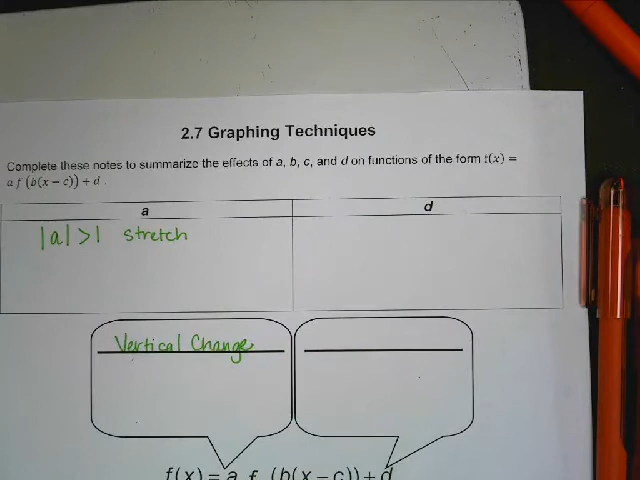 2.7 Graphing Techniques
Complete these notes to summarize the effects of a, b, c, and d on functions of the form f(x) =
a f (b(x − c)) + d .
a
d
|a| > 1 stretch
Vertical Change
f(x) = a f (b(x − c)) + d